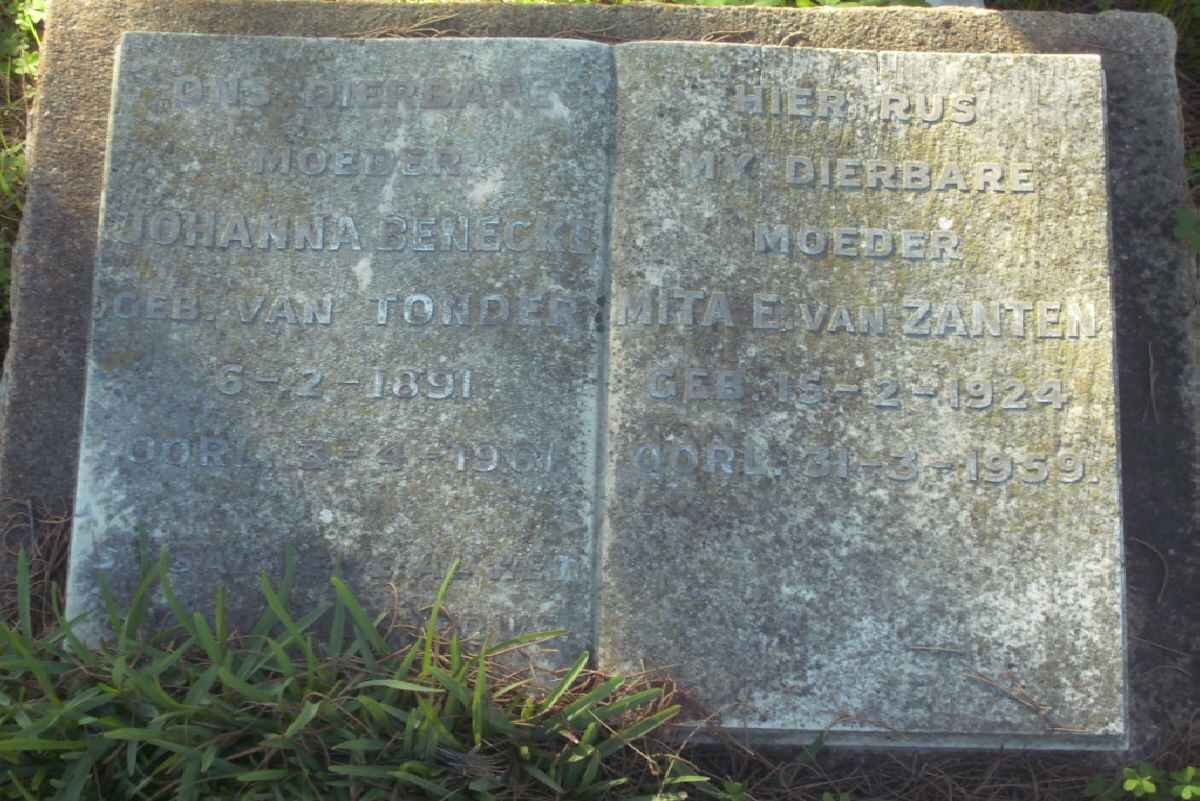 ONS DIERBARE
MOEDER
JOHANNA BENECKE
GEB. VAN TONDER
6-2-1891
OORL. 3-4-1961
HIER RUS
MY DIERBARE
MOEDER
MITA E. VAN ZANTEN
GEB. 15-2-1924
OORL. 31-3-1959.